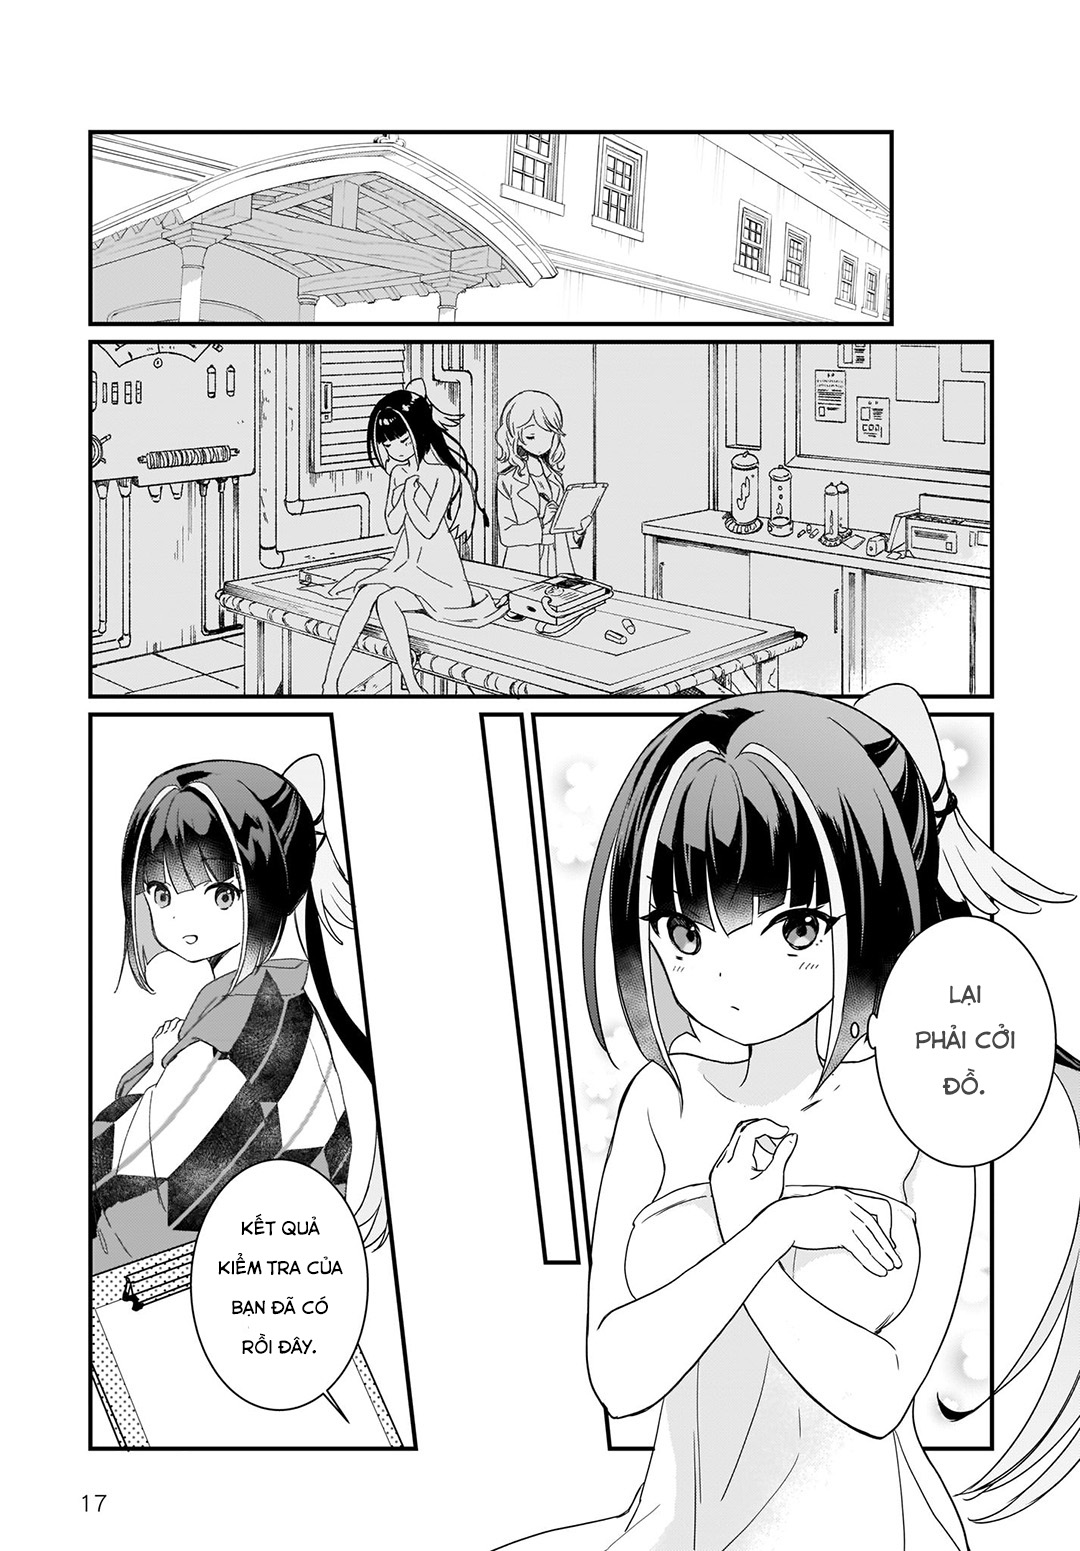 LẠI
PHẢI CỞI
ĐỒ.
KẾT QUẢ
KIỂM TRA CỦA
BẠN ĐÃ CÓ
RỒI ĐÂY.
17